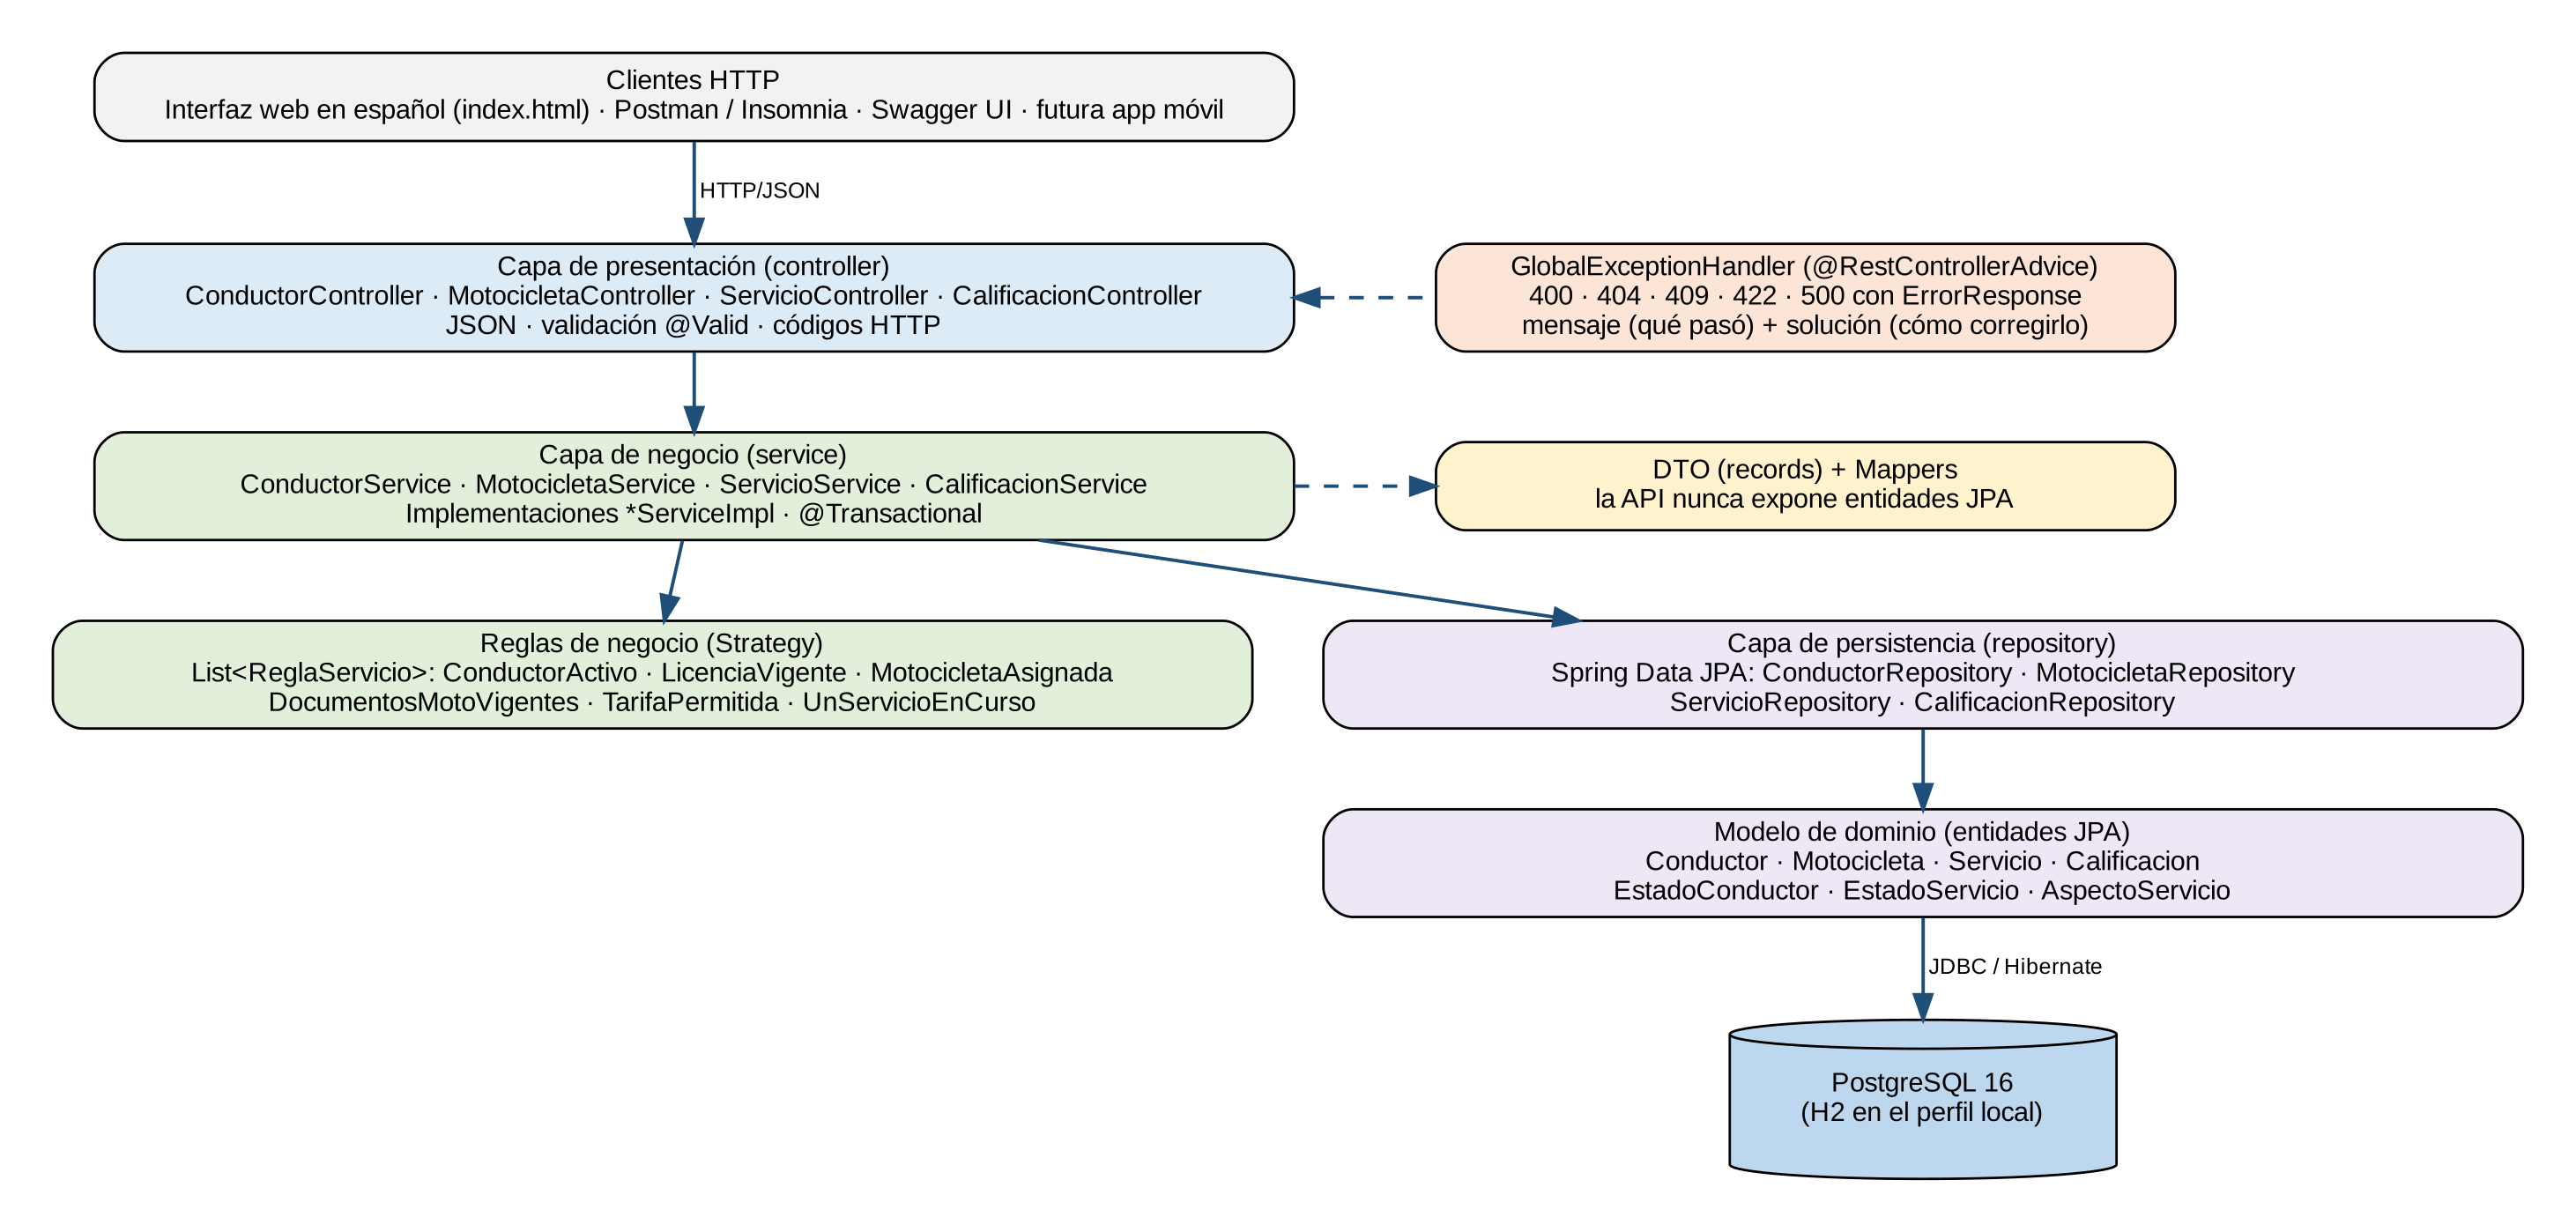 Clientes HTTP
Interfaz web en español (index.html) · Postman / Insomnia · Swagger UI · futura app móvil
HTTP/JSON
Capa de presentación (controller)
ConductorController · MotocicletaController · ServicioController · CalificacionController
JSON · validación @Valid · códigos HTTP
GlobalExceptionHandler (@RestControllerAdvice)
400 · 404 · 409 · 422 · 500 con ErrorResponse
mensaje (qué pasó) + solución (cómo corregirlo)
Capa de negocio (service)
ConductorService · MotocicletaService · ServicioService · CalificacionService
Implementaciones *ServiceImpl · @Transactional
DTO (records) + Mappers
la API nunca expone entidades JPA
Reglas de negocio (Strategy)
List<ReglaServicio>: ConductorActivo · LicenciaVigente · MotocicletaAsignada
DocumentosMotoVigentes · TarifaPermitida · UnServicioEnCurso
Capa de persistencia (repository)
Spring Data JPA: ConductorRepository · MotocicletaRepository
ServicioRepository · CalificacionRepository
Modelo de dominio (entidades JPA)
Conductor · Motocicleta · Servicio · Calificacion
EstadoConductor · EstadoServicio · AspectoServicio
JDBC / Hibernate
PostgreSQL 16
(H2 en el perfil local)